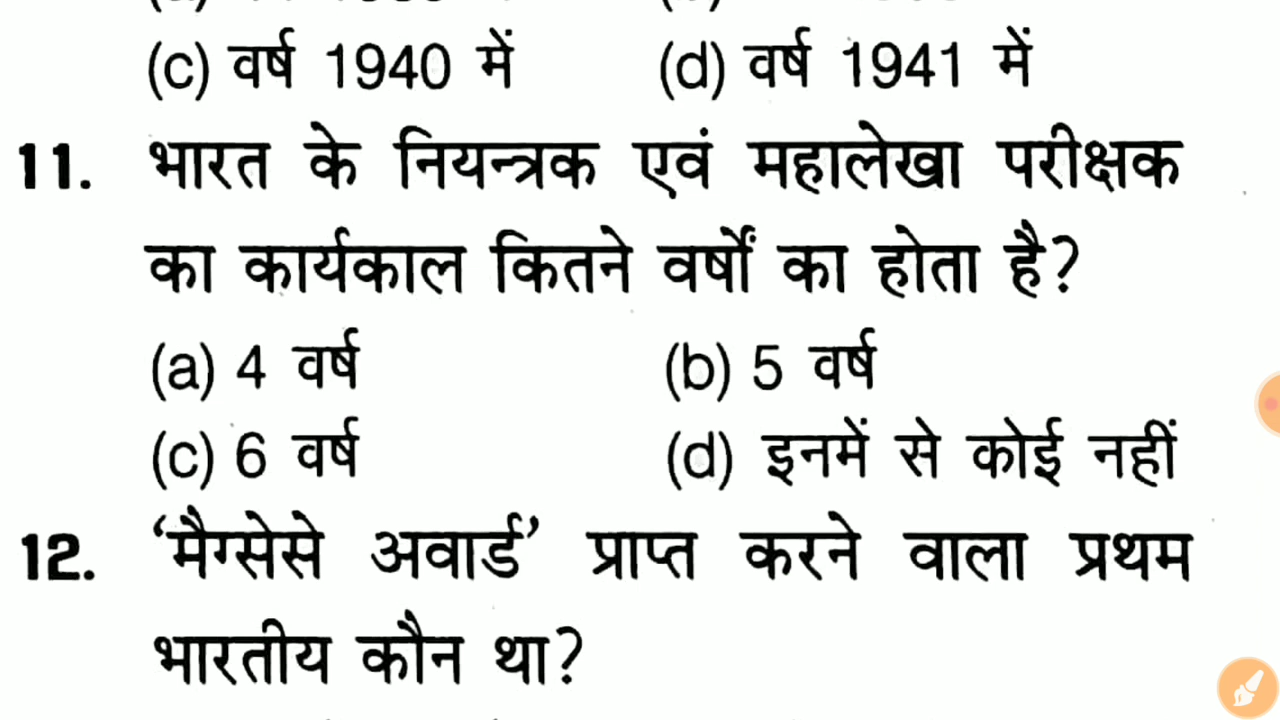 (c) वर्ष 1940 में (d) वर्ष 1941 में
11. भारत के नियन्त्रक एवं महालेखा परीक्षक
का कार्यकाल कितने वर्षों का होता है?
(a) 4 वर्ष (b) 5 वर्ष
(c) 6 वर्ष (d) इनमें से कोई नहीं
12. ‘मैग्सेसे अवार्ड’ प्राप्त करने वाला प्रथम
भारतीय कौन था?